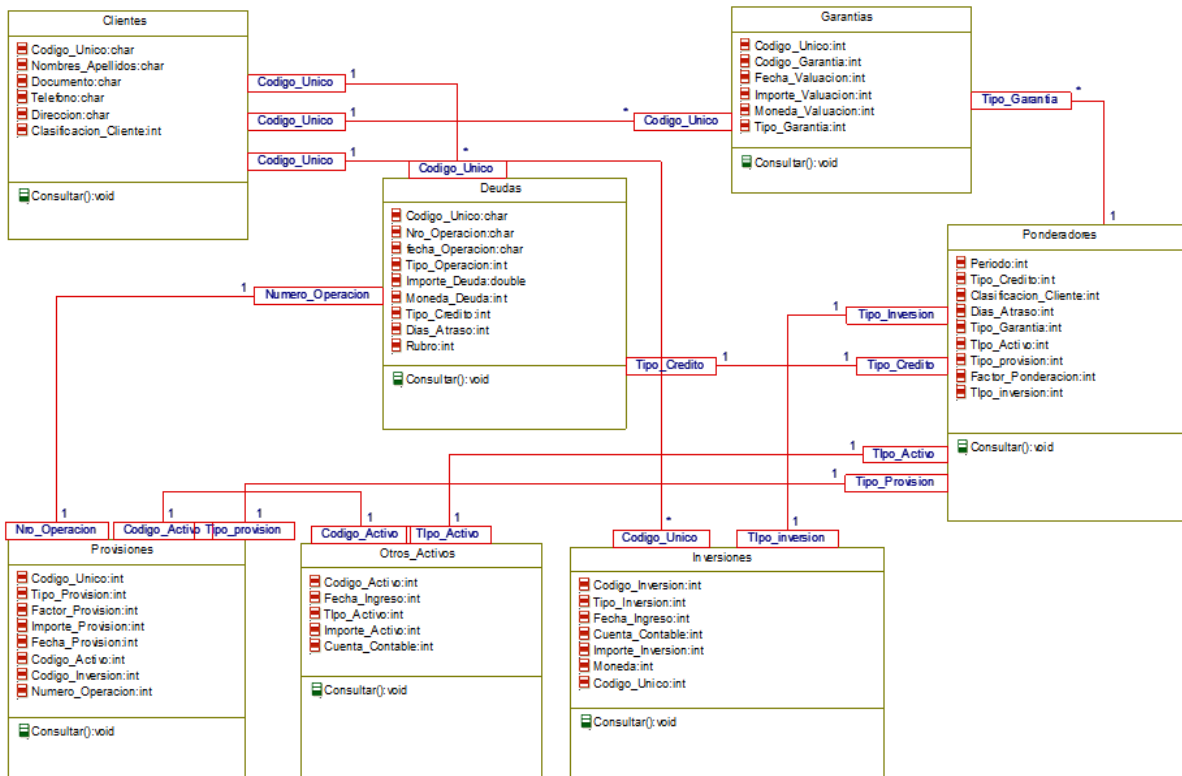 Clientes
Codigo_Unico:char
Nombres_Apellidos:char
Documento:char
Telefono:char
Direccion:char
Clasificacion_Cliente:int
Consultar():void
Codigo_Unico
1
Codigo_Unico
1
Codigo_Unico
1
*
Codigo_Unico
*
Codigo_Unico
Garantias
Codigo_Unico:int
Codigo_Garantia:int
Fecha_Valuacion:int
Importe_Valuacion:int
Moneda_Valuacion:int
Tipo_Garantia:int
Consultar():void
Tipo_Garantia
*
1
Deudas
Codigo_Unico:char
Nro_Operacion:char
fecha_Operacion:char
Tipo_Operacion:int
Importe_Deuda:double
Moneda_Deuda:int
Tipo_Credito:int
Dias_Atraso:int
Rubro:int
Consultar():void
1
Numero_Operacion
Tipo_Credito
1
Ponderadores
Periodo:int
Tipo_Credito:int
Clasificacion_Cliente:int
Dias_Atraso:int
Tipo_Garantia:int
TIpo_Activo:int
Tipo_provision:int
Factor_Ponderacion:int
TIpo_inversion:int
Consultar():void
1
Tipo_Inversion
1
Tipo_Credito
1
TIpo_Activo
1
Tipo_Provision
1
Nro_Operacion
1
Codigo_Activo
1
Tipo_provision
Provisiones
Codigo_Unico:int
Tipo_Provision:int
Factor_Provision:int
Importe_Provision:int
Fecha_Provision:int
Codigo_Activo:int
Codigo_Inversion:int
Numero_Operacion:int
Consultar():void
1
Codigo_Activo
1
TIpo_Activo
Otros_Activos
Codigo_Activo:int
Fecha_Ingreso:int
TIpo_Activo:int
Importe_Activo:int
Cuenta_Contable:int
Consultar():void
*
Codigo_Unico
1
TIpo_inversion
Inversiones
Codigo_Inversion:int
Tipo_Inversion:int
Fecha_Ingreso:int
Cuenta_Contable:int
Importe_Inversion:int
Moneda:int
Codigo_Unico:int
Consultar():void